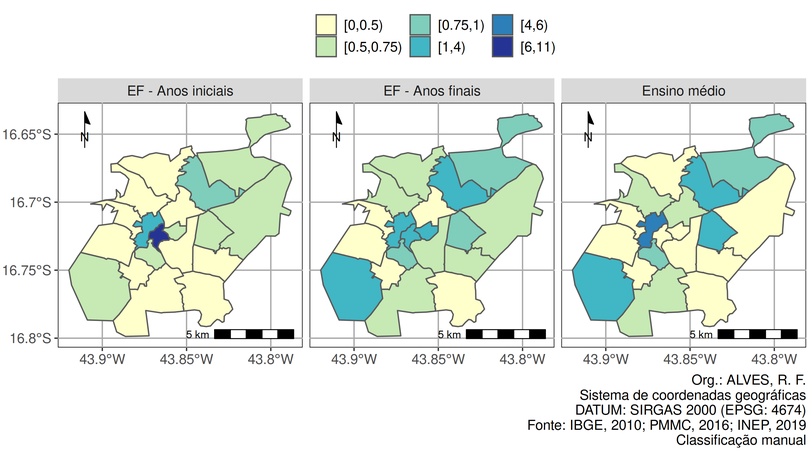 [0,0.5) [0.75,1) [4,6)
[0.5,0.75) [1,4) [6,11)
EF - Anos iniciais EF - Anos finais Ensino médio
N N N
16.65°S
16.7°S
16.75°S
16.8°S
5 km 5 km 5 km
43.9°W 43.85°W 43.8°W 43.9°W 43.85°W 43.8°W 43.9°W 43.85°W 43.8°W
Org.: ALVES, R. F.
Sistema de coordenadas geográficas
DATUM: SIRGAS 2000 (EPSG: 4674)
Fonte: IBGE, 2010; PMMC, 2016; INEP, 2019
Classificação manual